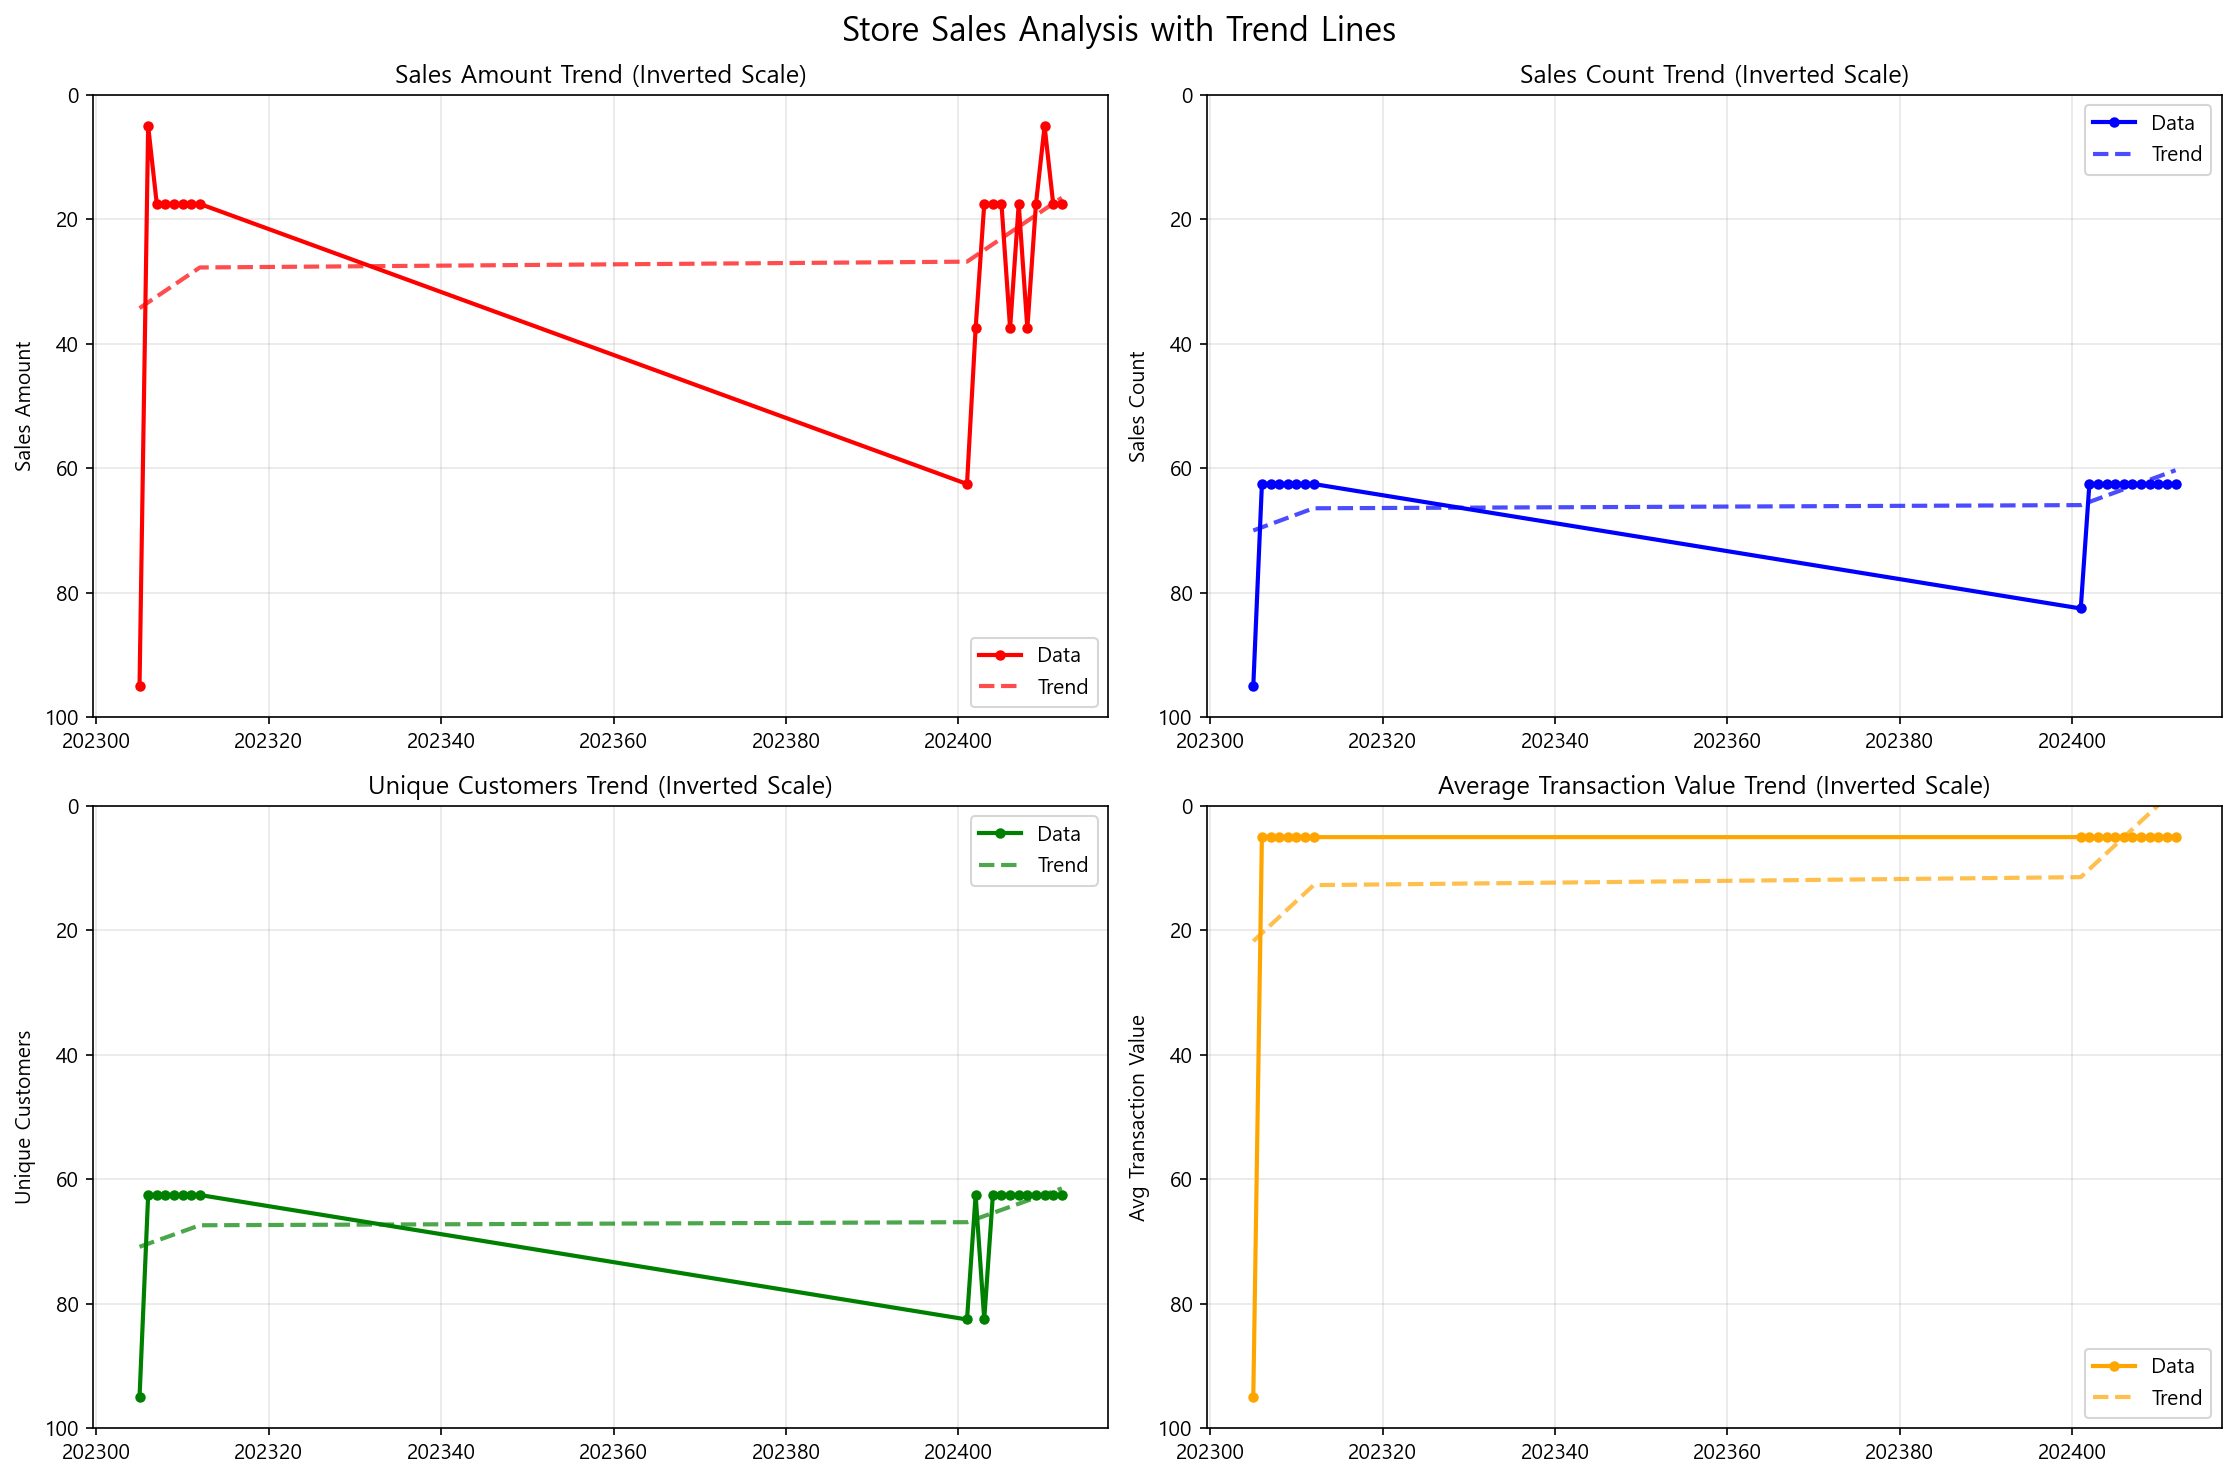 Store Sales Analysis with Trend Lines
Sales Amount Trend (Inverted Scale)
0
20
40
60
80
100
Sales Amount
202300 202320 202340 202360 202380 202400
Data
Trend
Sales Count Trend (Inverted Scale)
0
20
40
60
80
100
Sales Count
202300 202320 202340 202360 202380 202400
Data
Trend
Unique Customers Trend (Inverted Scale)
0
20
40
60
80
100
Unique Customers
202300 202320 202340 202360 202380 202400
Data
Trend
Average Transaction Value Trend (Inverted Scale)
0
20
40
60
80
100
Avg Transaction Value
202300 202320 202340 202360 202380 202400
Data
Trend